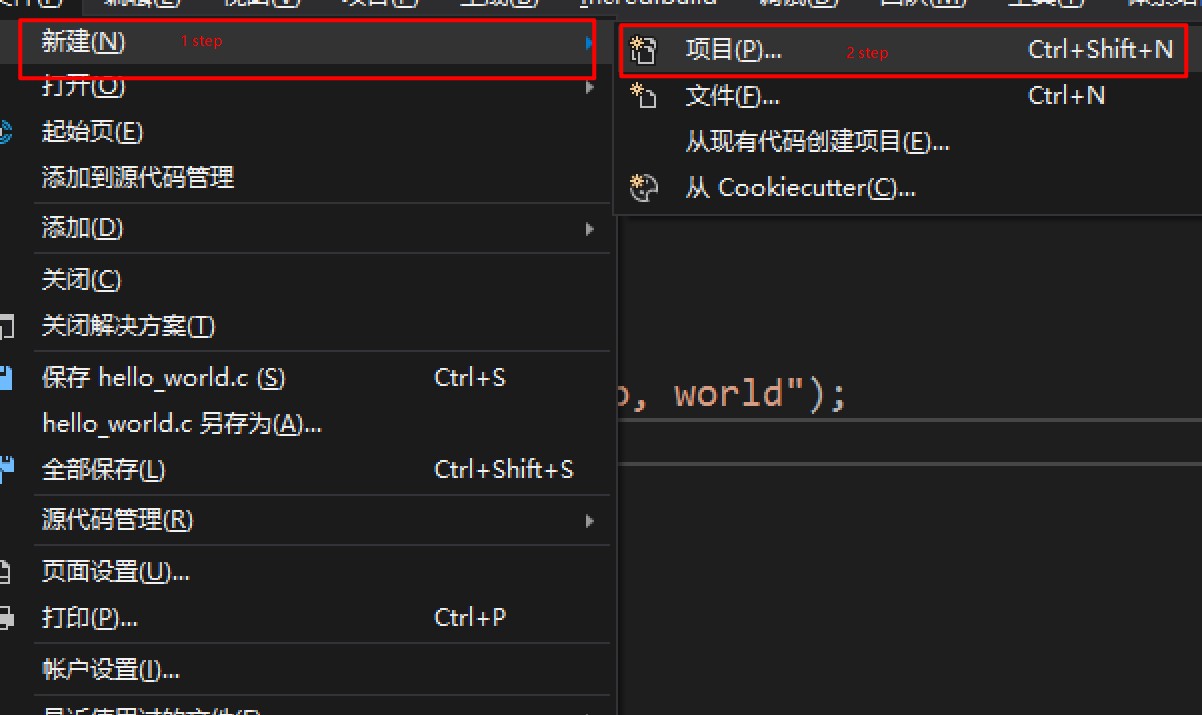 新建(N) 1 step
打开(O)
起始页(E)
添加到源代码管理
添加(D)
关闭(C)
关闭解决方案(T)
保存 hello_world.c (S) Ctrl+S
hello_world.c 另存为(A)...
全部保存(L) Ctrl+Shift+S
源代码管理(R)
页面设置(U)...
打印(P)... Ctrl+P
帐户设置(I)...
项目(P)... 2 step Ctrl+Shift+N
文件(F)... Ctrl+N
从现有代码创建项目(E)...
从 Cookiecutter(C)...
, world");